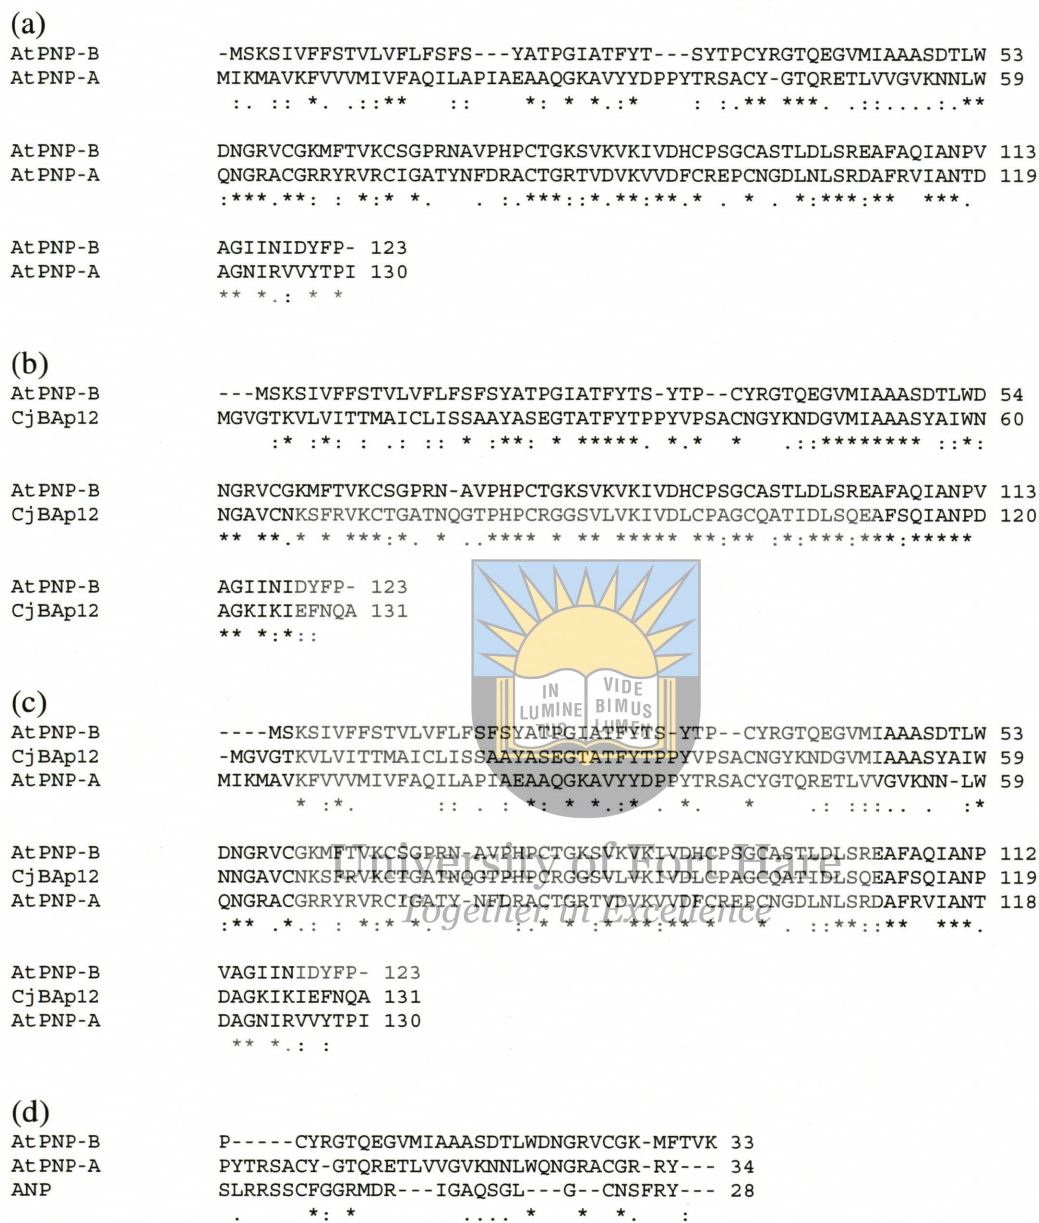 (a)
AtPNP-B -MSKSIVFFSTVLVFLFSFS---YATPGIATFYT---SYTPCYRGTQEGVMIAAASDTLW 53
AtPNP-A MIKMAVKFVVVMIVFAQILAPIAEAAQGKAVYYDPPYTRSACY-GTQRETLVVGVKNNLW 59
:. :: *. .::** :: *: * *.:* : :.** ***. .::....:.**
AtPNP-B DNGRVCGKMFTVKCSGPRNAVPHPCTGKSVKVKIVDHCPSGCASTLDLSREAFAQIANPV 113
AtPNP-A QNGRACGRRYRVRCIGATYNFDRACTGRTVDVKVVDFCREPCNGDLNLSRDAFRVIANTD 119
:***.**: : *:* *. . :.***::*.**:**.* . * . *:***:** ***.
AtPNP-B AGIINIDYFP- 123
AtPNP-A AGNIRVVYTPI 130
** *.: * *
(b)
AtPNP-B ---MSKSIVFFSTVLVFLFSFSYATPGIATFYTS-YTP--CYRGTQEGVMIAAASDTLWD 54
CjBAp12 MGVGTKVLVITTMAICLISSAAYASEGTATFYTPPYVPSACNGYKNDGVMIAAASYAIWN 60
:* :*: : .: :: * :**: * *****. *.* * .::******** ::*:
AtPNP-B NGRVCGKMFTVKCSGPRN-AVPHPCTGKSVKVKIVDHCPSGCASTLDLSREAFAQIANPV 113
CjBAp12 NGAVCNKSFRVKCTGATNQGTPHPCRGGSVLVKIVDLCPAGCQATIDLSQEAFSQIANPD 120
** **.* * ***:*. * ..**** * ** ***** **:** :*:***:***:*****
AtPNP-B AGIINIDYFP- 123
CjBAp12 AGKIKIEFNQA 131
** *:*::
(c)
AtPNP-B ----MSKSIVFFSTVLVFLFSFSYATPGIATFYTS-YTP--CYRGTQEGVMIAAASDTLW 53
CjBAp12 -MGVGTKVLVITTMAICLISSAAYASEGTATFYTPPYVPSACNGYKNDGVMIAAASYAIW 59
AtPNP-A MIKMAVKFVVVMIVFAQILAPIAEAAQGKAVYYDPPYTRSACYGTQRETLVVGVKNN-LW 59
* :*. :: . : *: * *.:* *. * .: :::.. . :*
AtPNP-B DNGRVCGKMFTVKCSGPRN-AVPHPCTGKSVKVKIVDHCPSGCASTLDLSREAFAQIANP 112
CjBAp12 NNGAVCNKSFRVKCTGATNQGTPHPCRGGSVLVKIVDLCPAGCQATIDLSQEAFSQIANP 119
AtPNP-A QNGRACGRRYRVRCIGATY-NFDRACTGRTVDVKVVDFCREPCNGDLNLSRDAFRVIANT 118
:** .*.: : *:* *. :.* * :* **:** * * . ::**::** ***.
AtPNP-B VAGIINIDYFP- 123
CjBAp12 DAGKIKIEFNQA 131
AtPNP-A DAGNIRVVYTPI 130
** *.: :
IN
LUMINE
TUO
VIDE
BIMUS
LUMEN
University of Fort Hare
Together in Excellence
(d)
AtPNP-B P-----CYRGTQEGVMIAAASDTLWDNGRVCGK-MFTVK 33
AtPNP-A PYTRSACY-GTQRETLVVGVKNNLWQNGRACGR-RY--- 34
ANP SLRRSSCFGGRMDR---IGAQSGL---G--CNSFRY--- 28
. *: * .... * * *. :